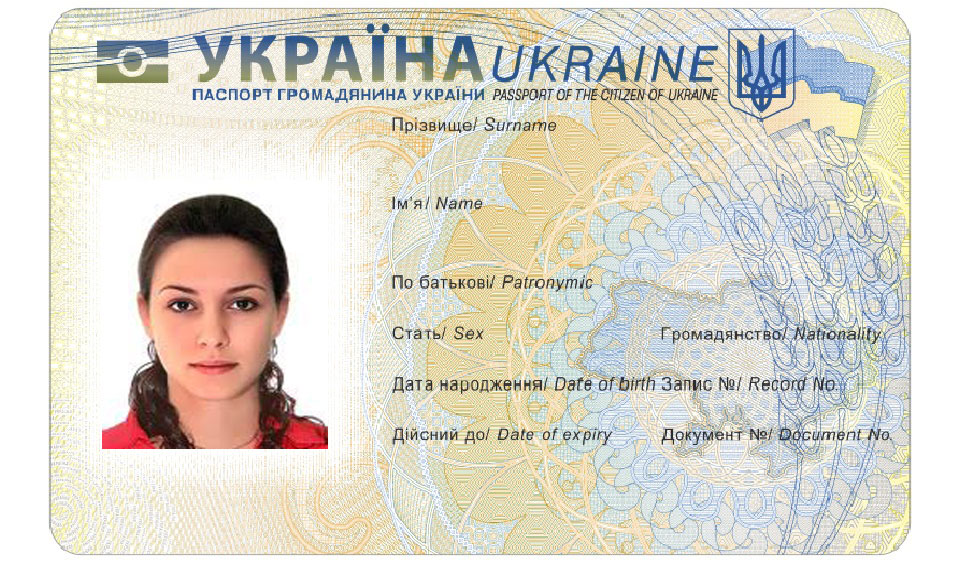 УКРАЇНА UKRAINE
ПАСПОРТ ГРОМАДЯНИНА УКРАЇНИ PASSPORT OF THE CITIZEN OF UKRAINE
Прізвище/ Surname
Ім'я/ Name
По батькові/ Patronymic
Стать/ Sex Громадянство/ Nationality
Дата народження/ Date of birth Запис №/ Record No.
Дійсний до/ Date of expiry Документ №/ Document No.